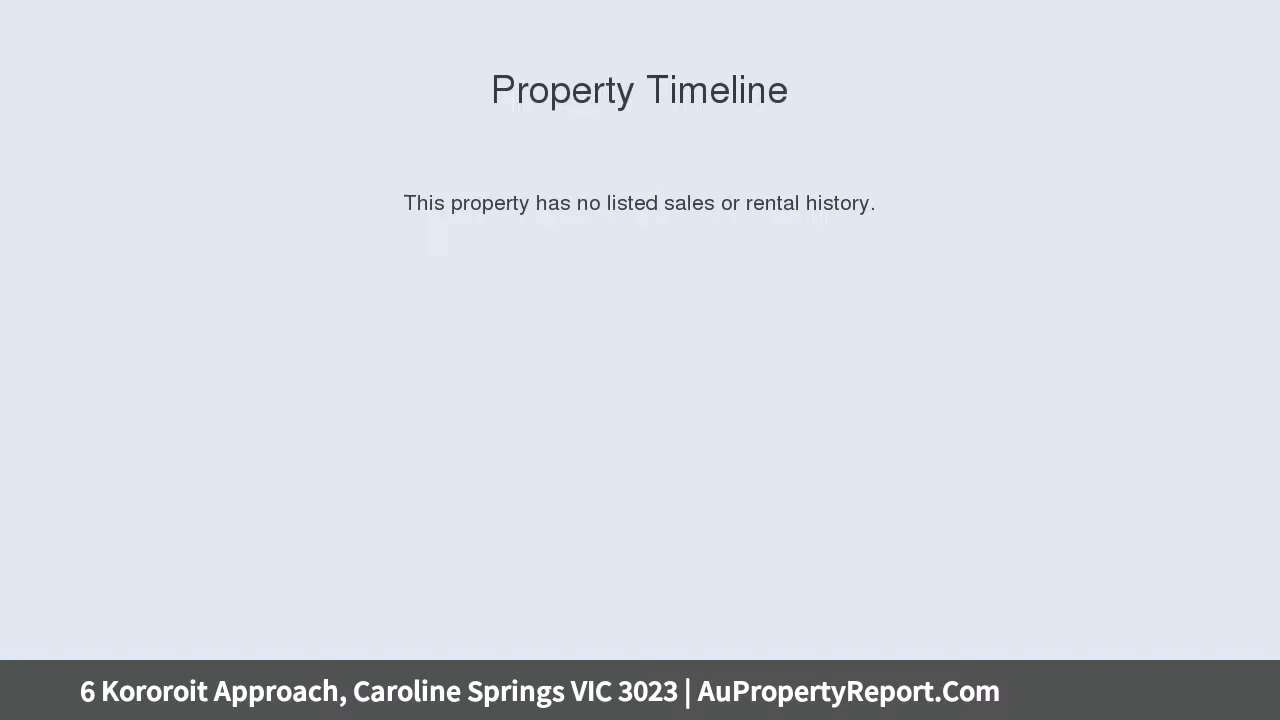 Property Timeline
This property has no listed sales or rental history.
6 Kororoit Approach, Caroline Springs VIC 3023 | AuPropertyReport.Com